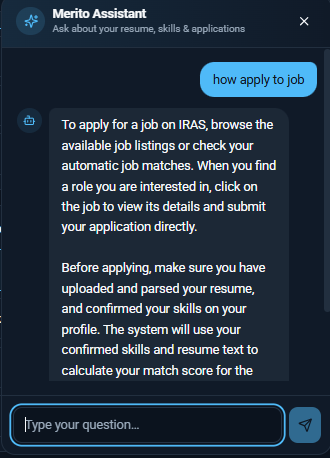 Merito Assistant
Ask about your resume, skills & applications
how apply to job
To apply for a job on IRAS, browse the
available job listings or check your
automatic job matches. When you find
a role you are interested in, click on
the job to view its details and submit
your application directly.
Before applying, make sure you have
uploaded and parsed your resume,
and confirmed your skills on your
profile. The system will use your
confirmed skills and resume text to
calculate your match score for the
Type your question...